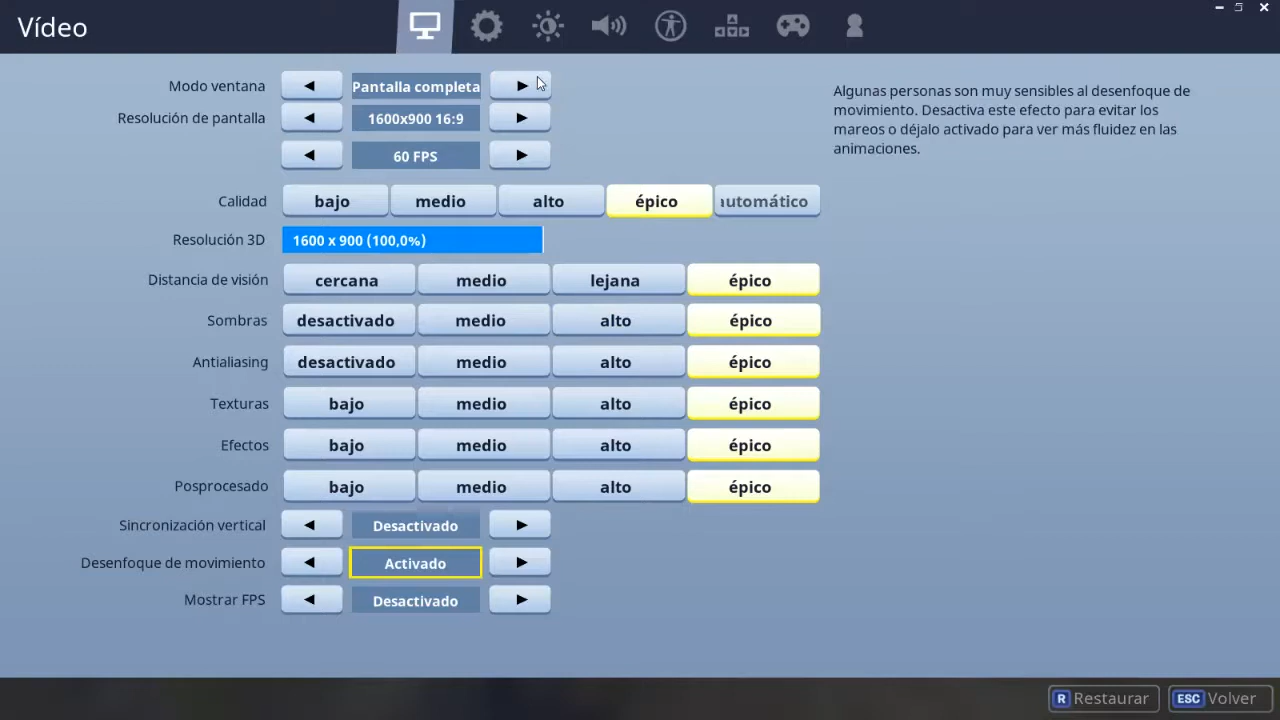 Vídeo
Modo ventana ◀ Pantalla completa ▶
Resolución de pantalla ◀ 1600x900 16:9 ▶
◀ 60 FPS ▶
Calidad bajo medio alto épico automático
Resolución 3D 1600 x 900 (100,0%)
Distancia de visión cercana medio lejana épico
Sombras desactivado medio alto épico
Antialiasing desactivado medio alto épico
Texturas bajo medio alto épico
Efectos bajo medio alto épico
Posprocesado bajo medio alto épico
Sincronización vertical ◀ Desactivado ▶
Desenfoque de movimiento ◀ Activado ▶
Mostrar FPS ◀ Desactivado ▶
Algunas personas son muy sensibles al desenfoque de
movimiento. Desactiva este efecto para evitar los
mareos o déjalo activado para ver más fluidez en las
animaciones.
R Restaurar ESC Volver